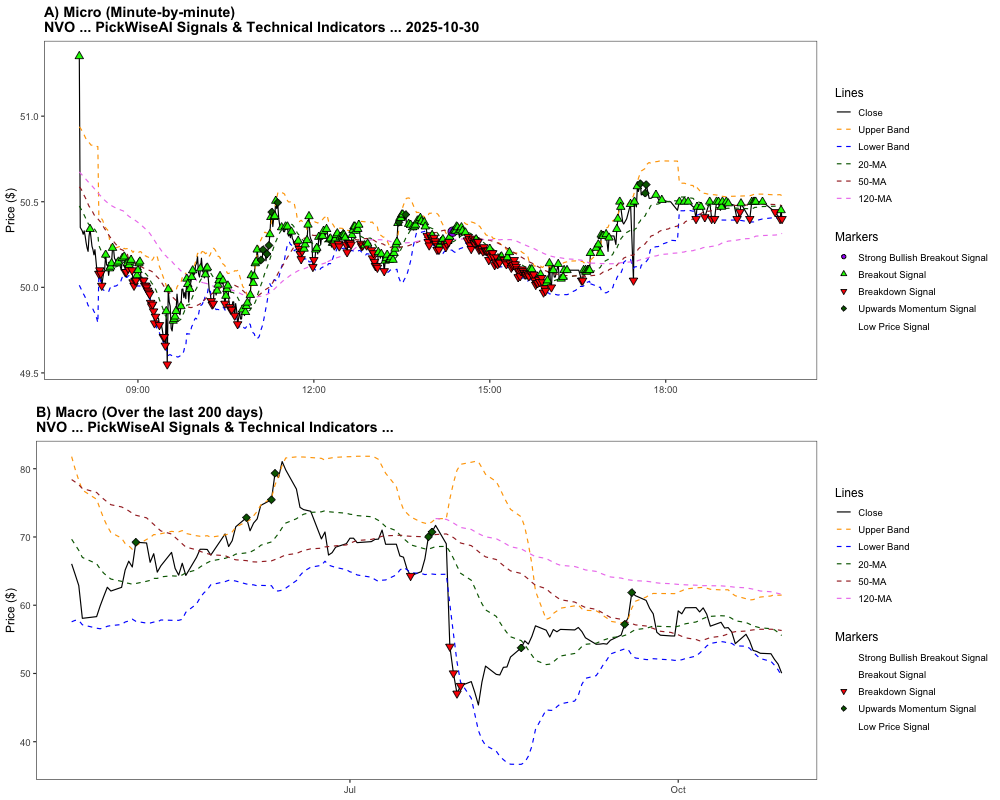 A) Micro (Minute-by-minute)
NVO ... PickWiseAI Signals & Technical Indicators ... 2025-10-30
Price ($)
51.0
50.5
50.0
49.5
09:00
12:00
15:00
18:00
Lines
Close
Upper Band
Lower Band
20-MA
50-MA
120-MA
Markers
Strong Bullish Breakout Signal
Breakout Signal
Breakdown Signal
Upwards Momentum Signal
Low Price Signal
B) Macro (Over the last 200 days)
NVO ... PickWiseAI Signals & Technical Indicators ...
Price ($)
80
70
60
50
40
Jul
Oct
Lines
Close
Upper Band
Lower Band
20-MA
50-MA
120-MA
Markers
Strong Bullish Breakout Signal
Breakout Signal
Breakdown Signal
Upwards Momentum Signal
Low Price Signal